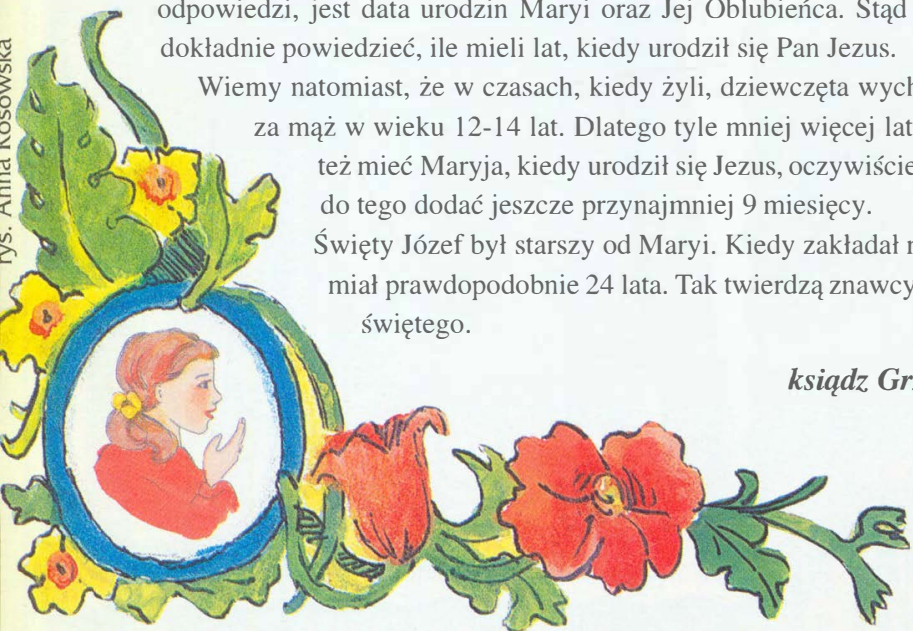 odpowiedzi, jest data urodzin Maryi oraz Jej Oblubieńca. Stąd
dokładnie powiedzieć, ile mieli lat, kiedy urodził się Pan Jezus.
Wiemy natomiast, że w czasach, kiedy żyli, dziewczęta wych
za mąż w wieku 12-14 lat. Dlatego tyle mniej więcej lat
też mieć Maryja, kiedy urodził się Jezus, oczywiście
do tego dodać jeszcze przynajmniej 9 miesięcy.
Święty Józef był starszy od Maryi. Kiedy zakładał
miał prawdopodobnie 24 lata. Tak twierdzą znawcy
świętego.
ksiądz Gr
rys. Anna Kosowska